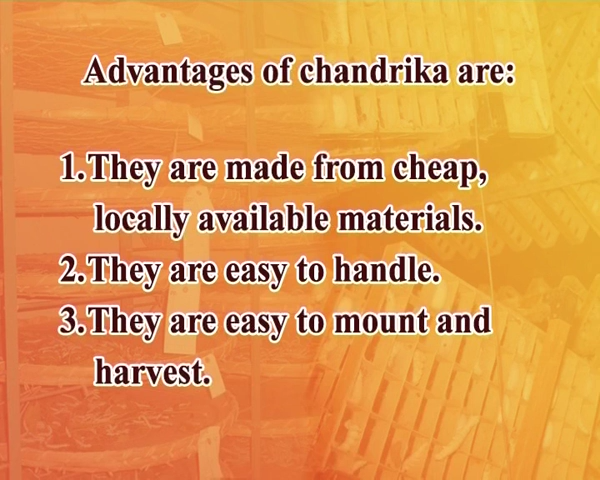 Advantages of chandrika are:
1.They are made from cheap,
locally available materials.
2.They are easy to handle.
3.They are easy to mount and
harvest.